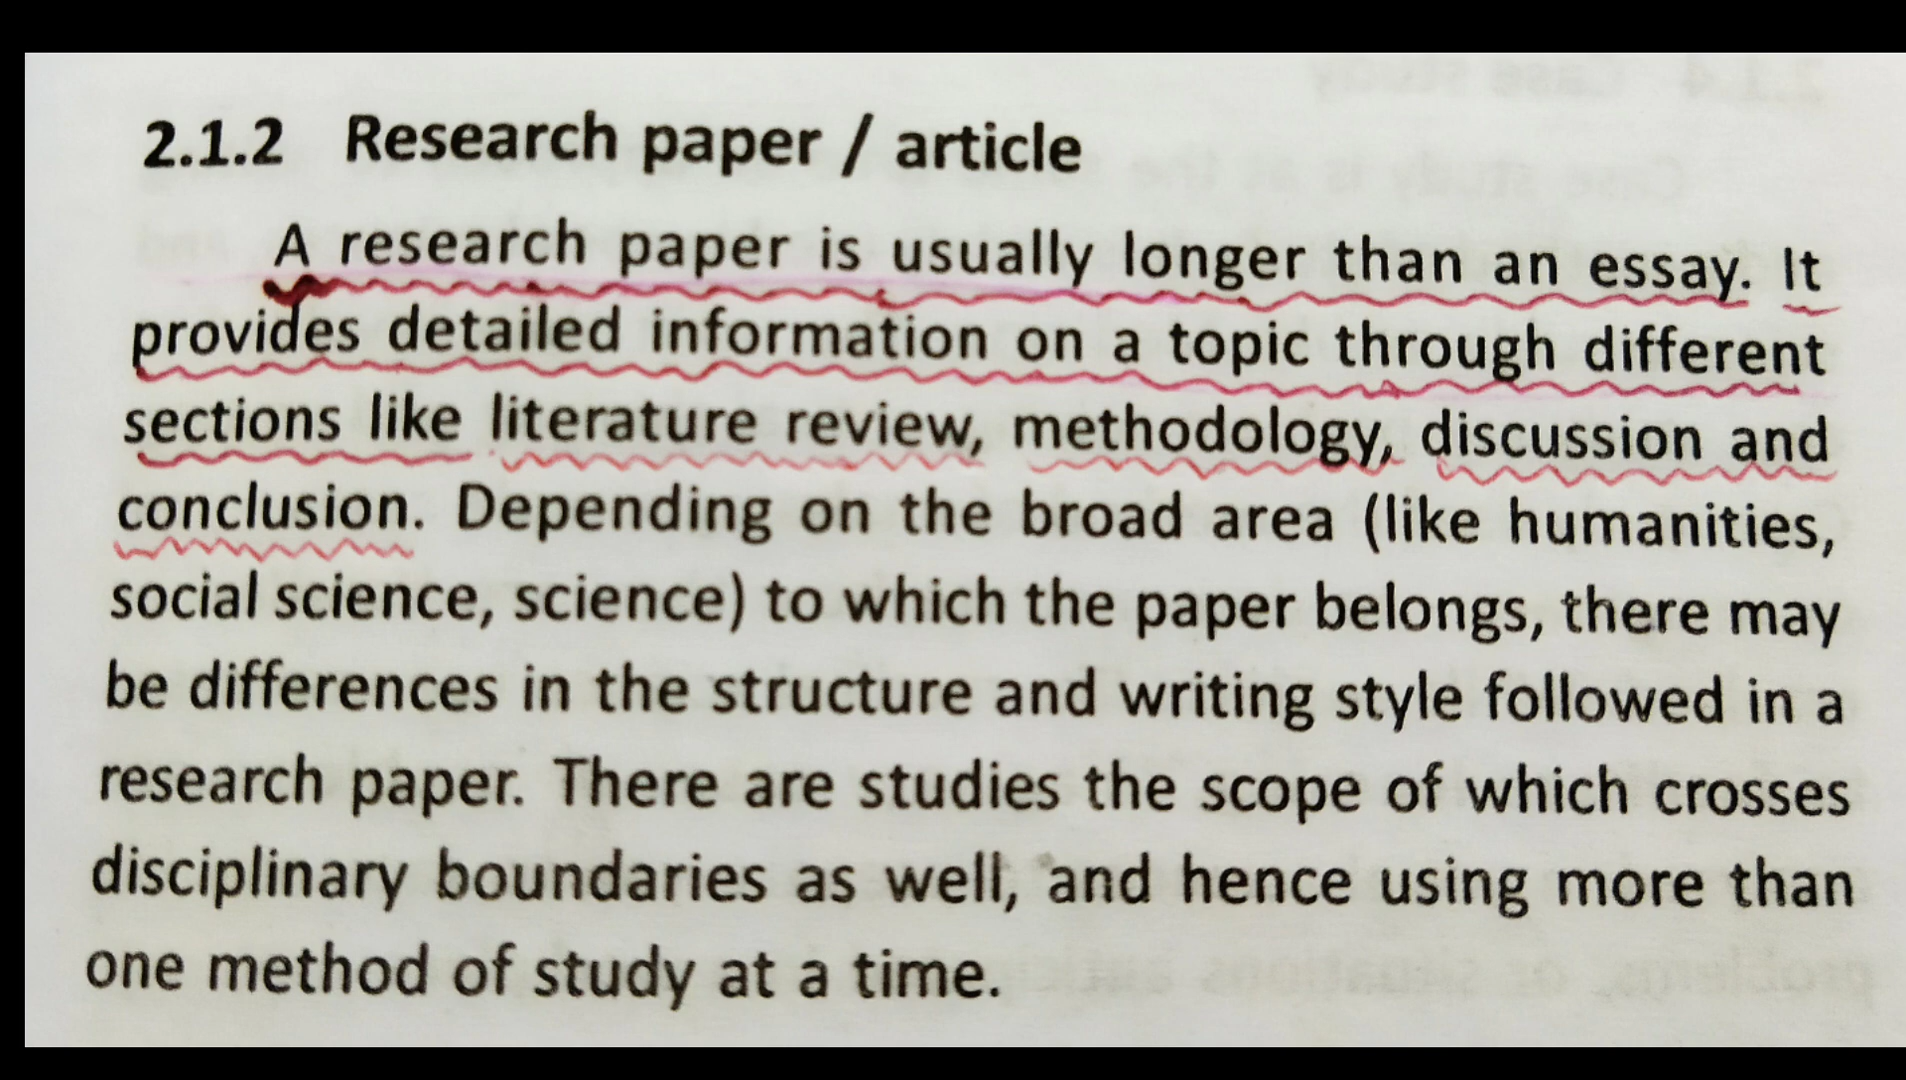 2.1.2 Research paper / article
A research paper is usually longer than an essay. It
provides detailed information on a topic through different
sections like literature review, methodology, discussion and
conclusion. Depending on the broad area (like humanities,
social science, science) to which the paper belongs, there may
be differences in the structure and writing style followed in a
research paper. There are studies the scope of which crosses
disciplinary boundaries as well, and hence using more than
one method of study at a time.